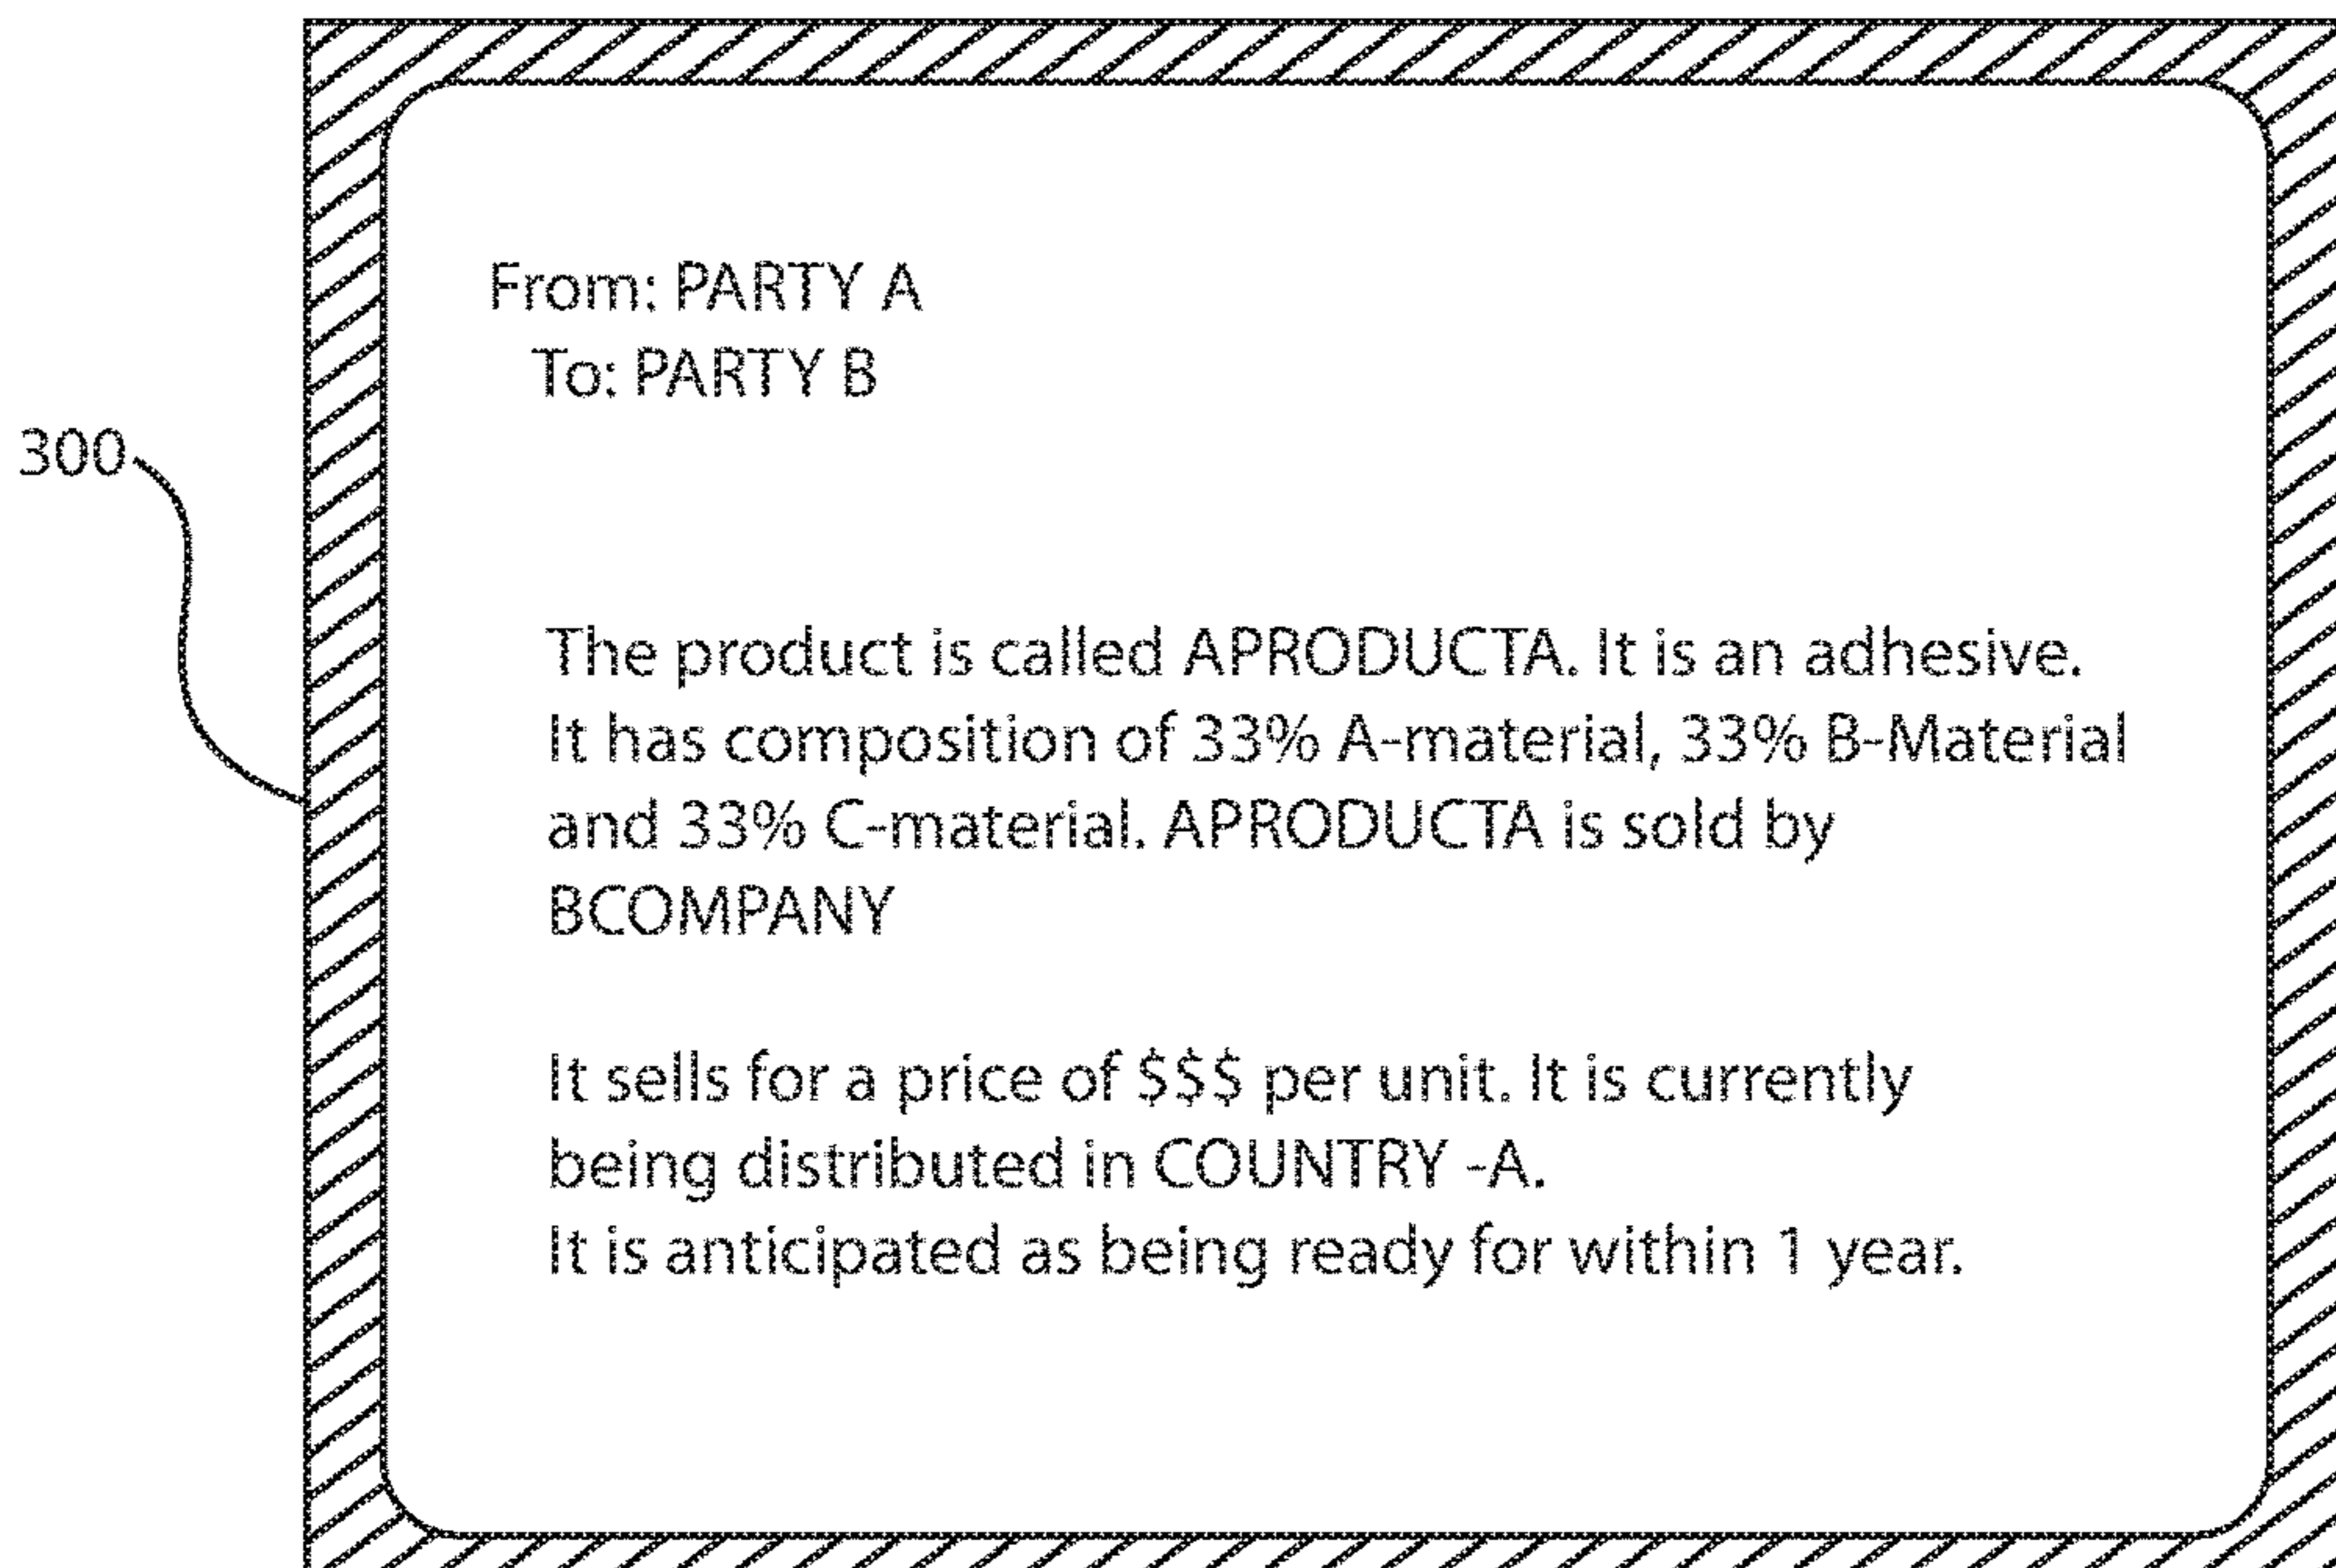 From: PARTY A
To: PARTY B
300
The product is called APRODUCTA. It is an adhesive.
It has composition of 33% A-material, 33% B-Material
and 33% C-material. APRODUCTA is sold by
BCOMPANY
It sells for a price of $$$ per unit. It is currently
being distributed in COUNTRY -A.
It is anticipated as being ready for within 1 year.